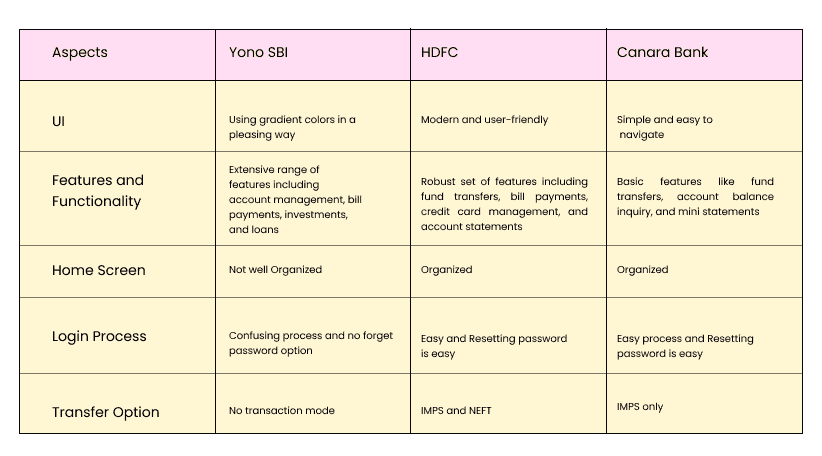 Aspects
Yono SBI
HDFC
Canara Bank
UI
Using gradient colors in a
pleasing way
Modern and user-friendly
Simple and easy to
navigate
Features and
Functionality
Extensive range of
features including
account management, bill
payments, investments,
and loans
Robust set of features including
fund transfers, bill payments,
credit card management, and
account statements
Basic features like fund
transfers, account balance
inquiry, and mini statements
Home Screen
Not well Organized
Organized
Organized
Login Process
Confusing process and no forget
password option
Easy and Resetting password
is easy
Easy process and Resetting
password is easy
Transfer Option
No transaction mode
IMPS and NEFT
IMPS only